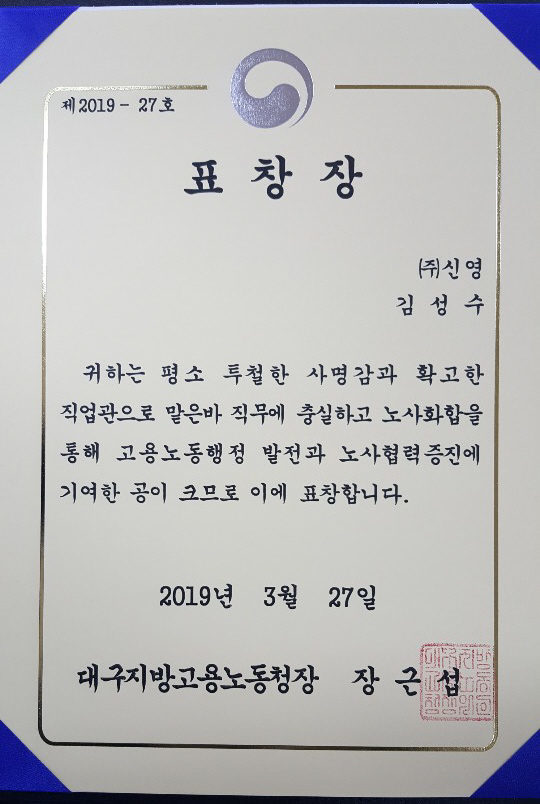 제2019 - 27호
표 창 장
㈜신영
김 성 수
귀하는 평소 투철한 사명감과 확고한
직업관으로 맡은바 직무에 충실하고 노사화합을
통해 고용노동행정 발전과 노사협력증진에
기여한 공이 크므로 이에 표창합니다.
2019년 3월 27일
대구지방고용노동청장 장 근 섭